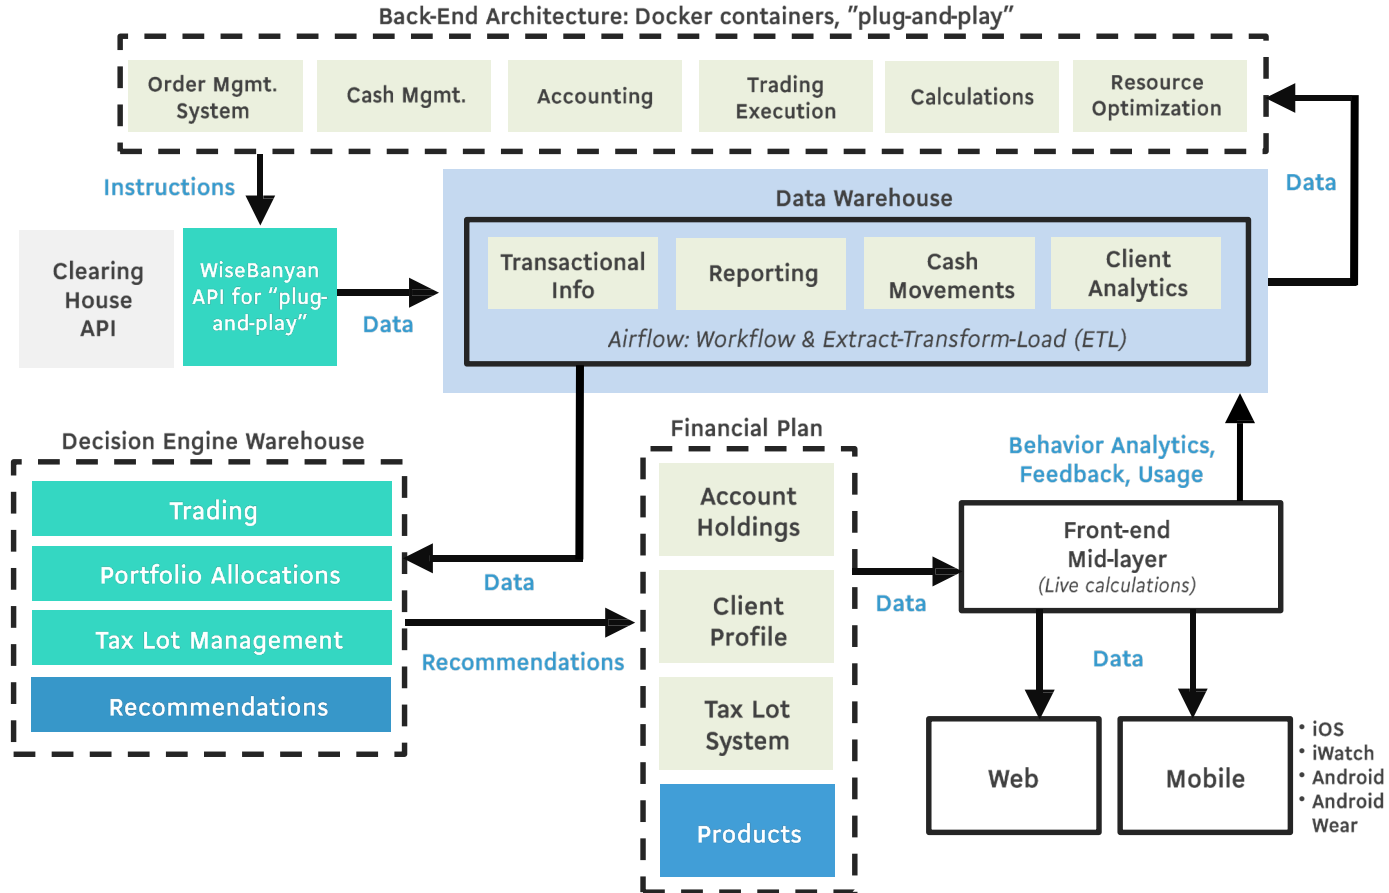 Back-End Architecture: Docker containers, ”plug-and-play”
Order Mgmt.
System
Cash Mgmt.
Accounting
Trading
Execution
Calculations
Resource
Optimization
Instructions
Data
Data Warehouse
Clearing
House
API
WiseBanyan
API for “plug-
and-play”
Data
Transactional
Info
Reporting
Cash
Movements
Client
Analytics
Airflow: Workflow & Extract-Transform-Load (ETL)
Decision Engine Warehouse
Trading
Portfolio Allocations
Tax Lot Management
Recommendations
Data
Recommendations
Financial Plan
Account
Holdings
Client
Profile
Tax Lot
System
Products
Data
Behavior Analytics,
Feedback, Usage
Front-end
Mid-layer
(Live calculations)
Data
Web
Mobile
• iOS
• iWatch
• Android
• Android
Wear